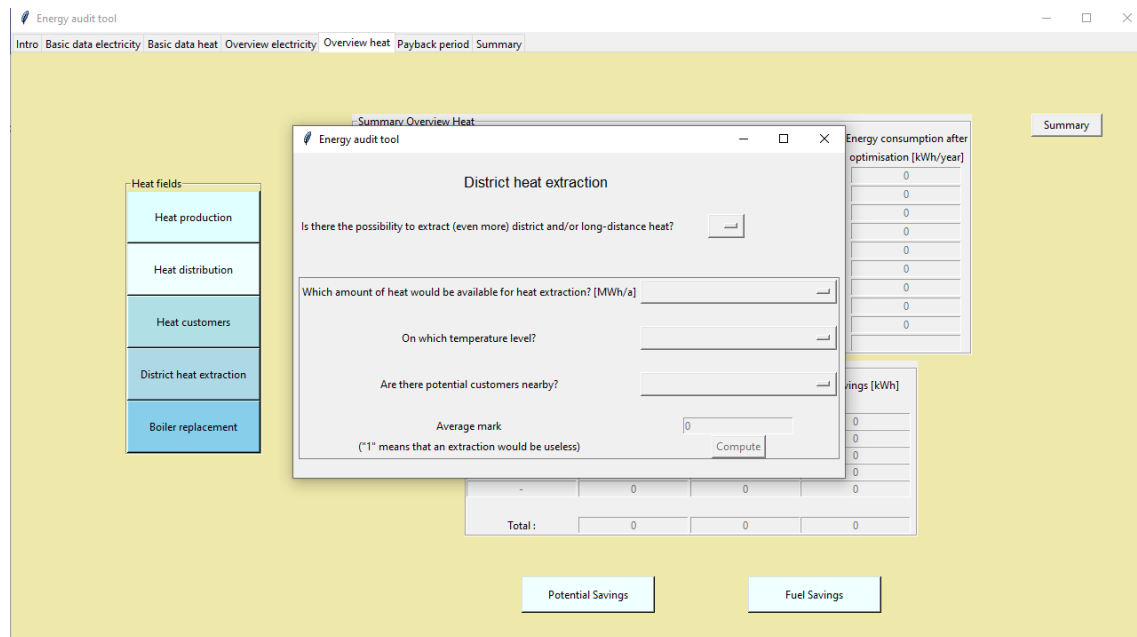 Energy audit tool
Intro Basic data electricity Basic data heat Overview electricity Overview heat Payback period Summary
Summary Overview Heat
Summary
Energy audit tool
Energy consumption after
optimisation [kWh/year]
District heat extraction
Heat fields
Heat production
Heat distribution
Heat customers
District heat extraction
Boiler replacement
Is there the possibility to extract (even more) district and/or long-distance heat?
Which amount of heat would be available for heat extraction? [MWh/a]
On which temperature level?
Are there potential customers nearby?
Average mark 0
("1" means that an extraction would be useless) Compute
0
0
0
0
0
0
0
0
0
[kWh]
0
0
0
0
- 0 0 0
Total : 0 0 0
Potential Savings Fuel Savings